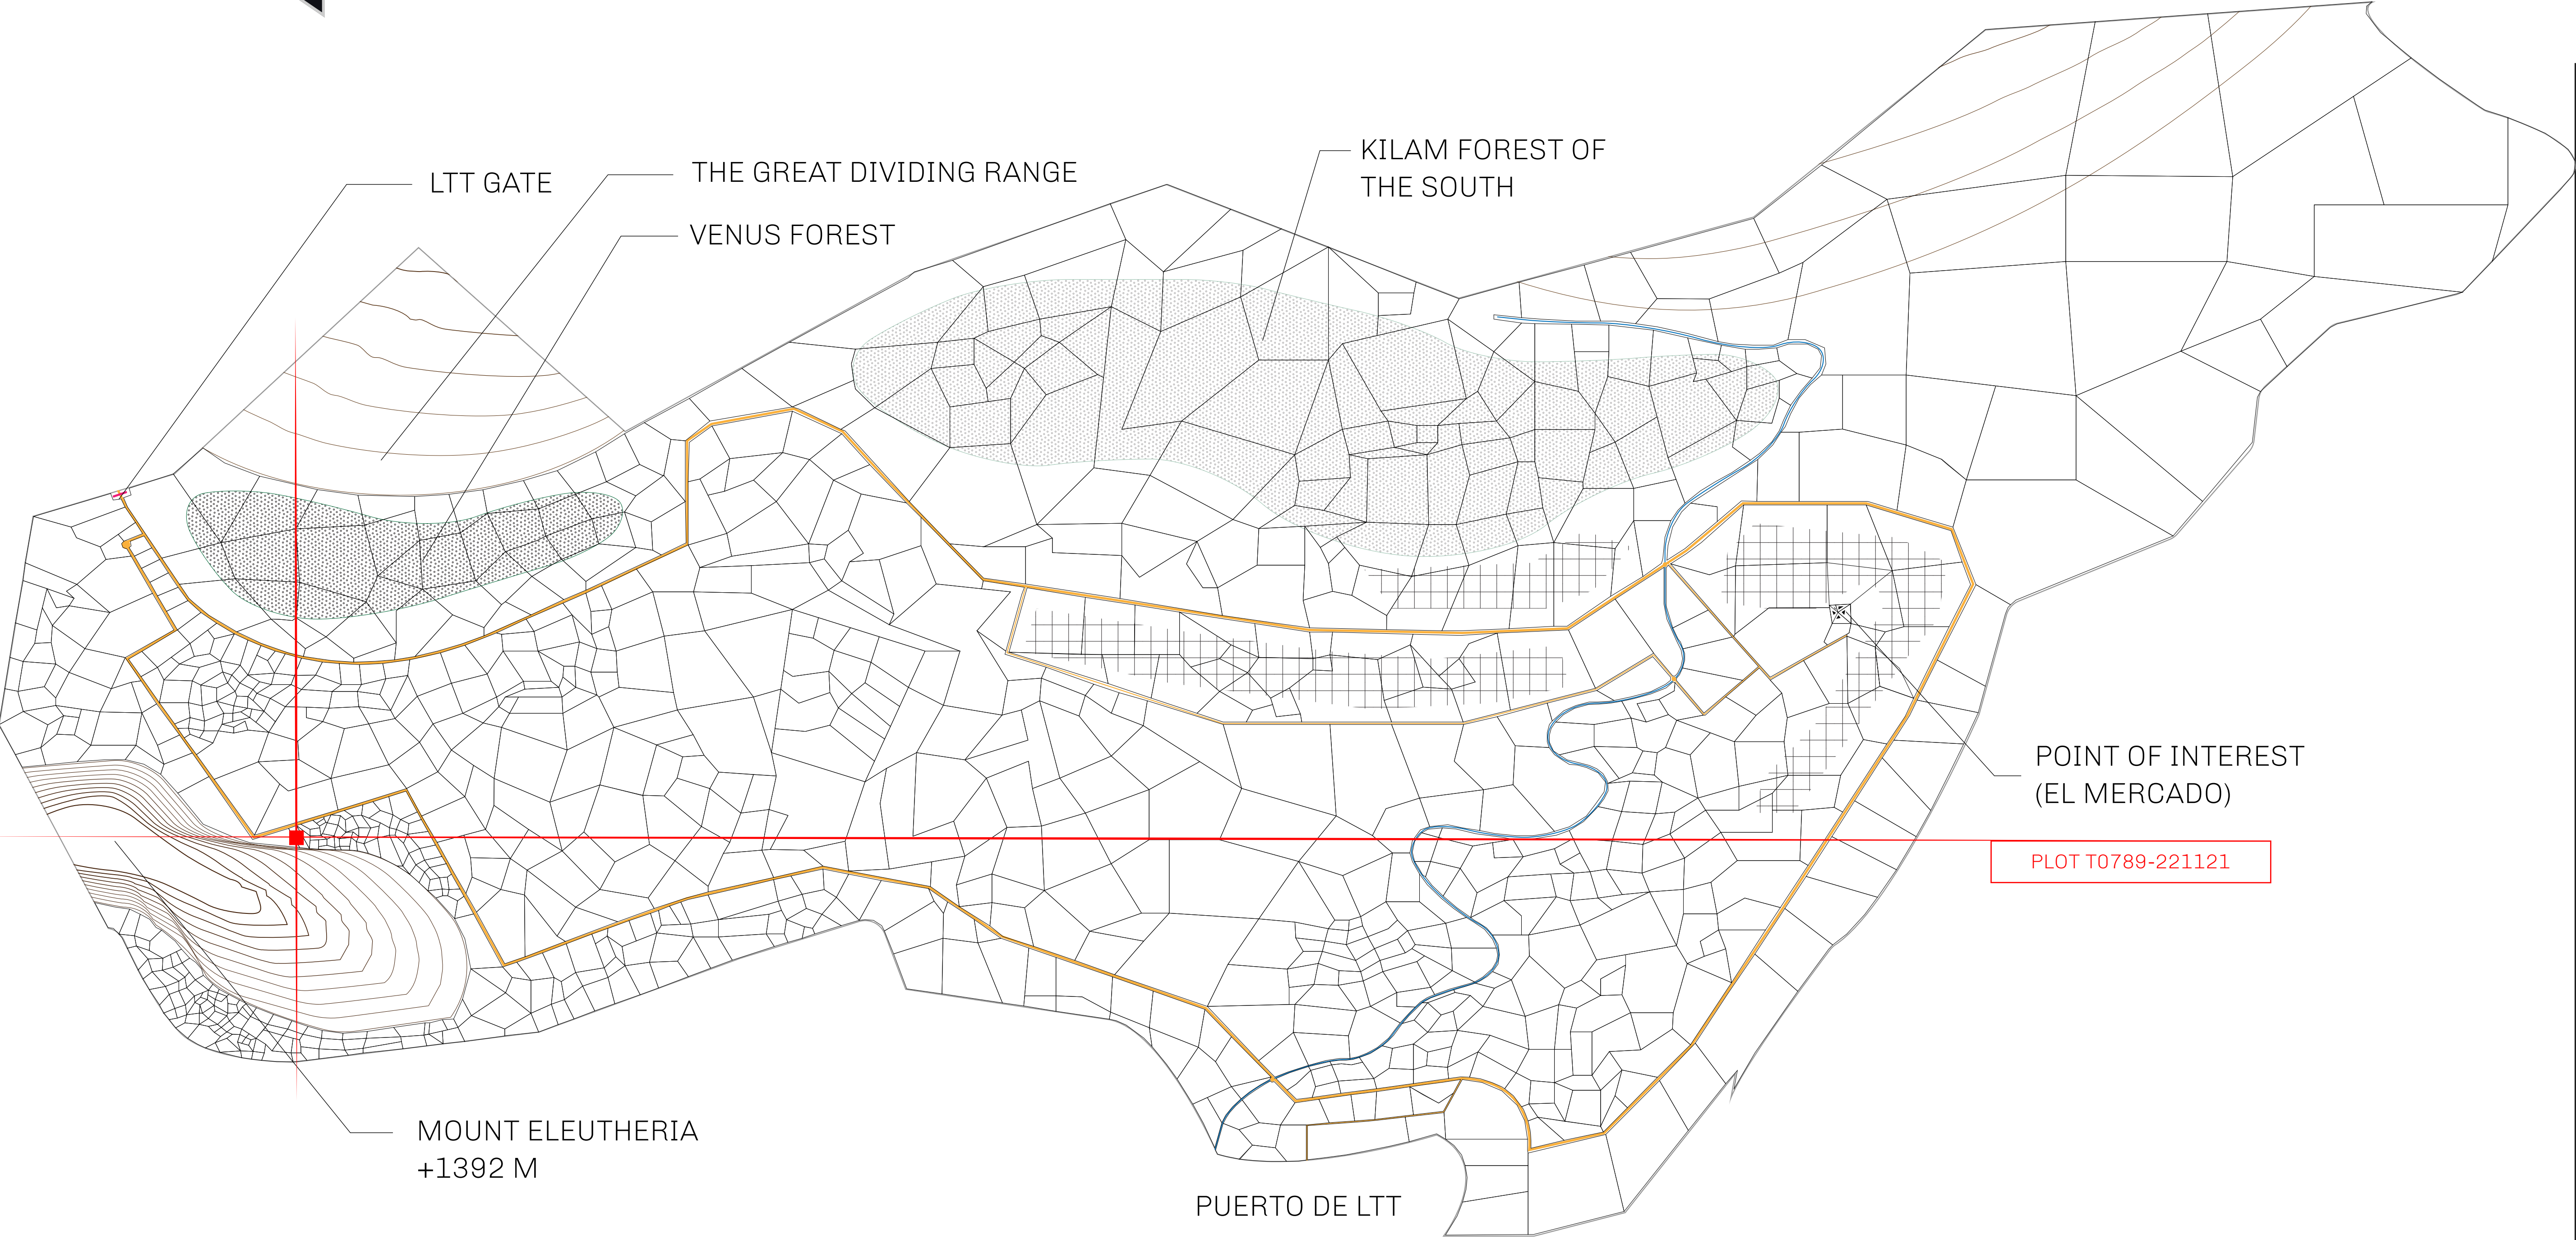 LTT GATE
THE GREAT DIVIDING RANGE
VENUS FOREST
KILAM FOREST OF
THE SOUTH
POINT OF INTEREST
(EL MERCADO)
PLOT T0789-221121
MOUNT ELEUTHERIA
+1392 M
PUERTO DE LTT